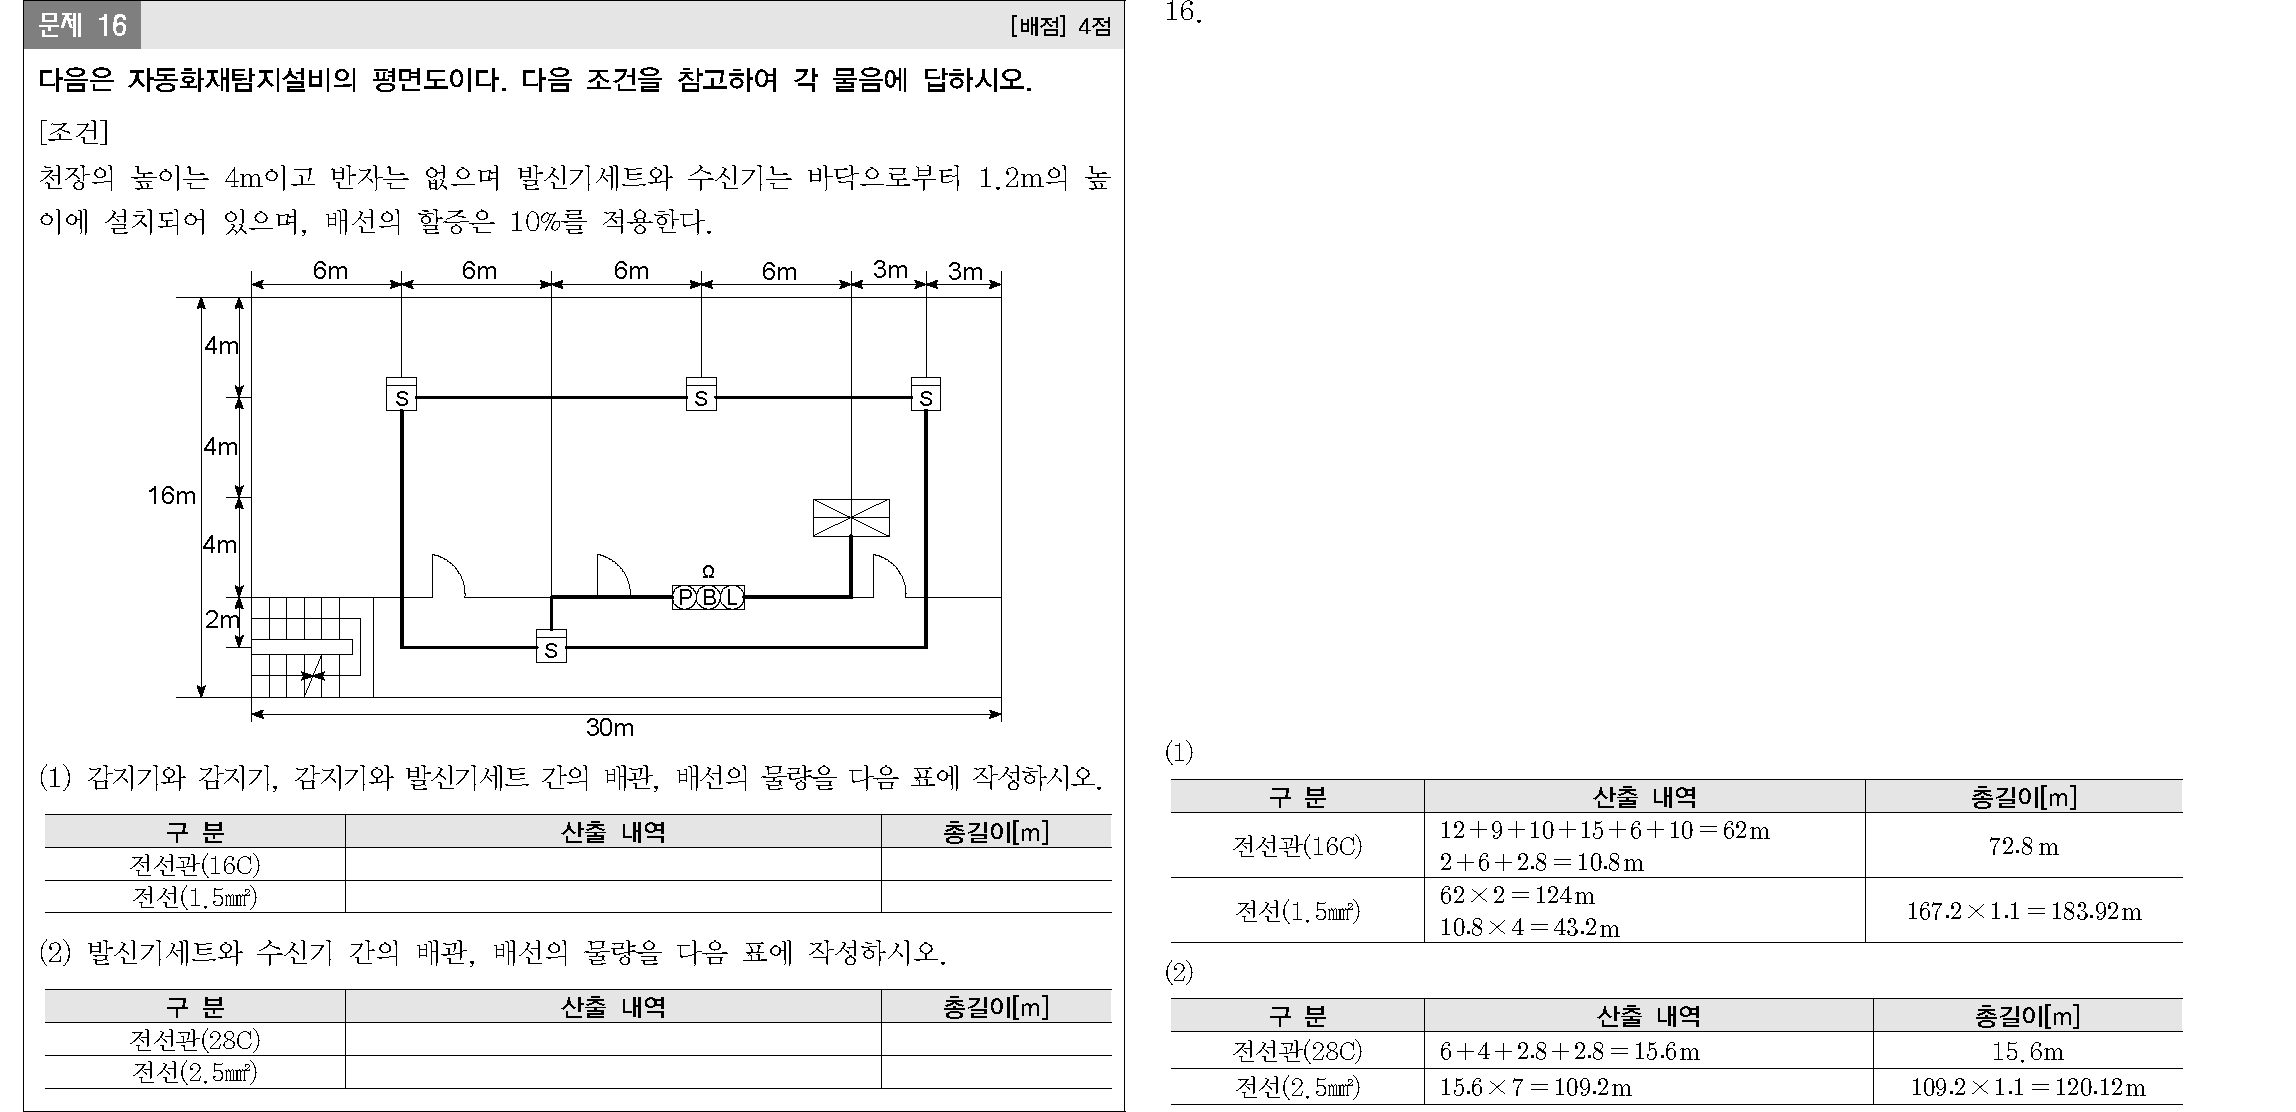 문제 16
[배점] 4점
다음은 자동화재탐지설비의 평면도이다. 다음 조건을 참고하여 각 물음에 답하시오.
[조건]
천장의 높이는 4m이고 반자는 없으며 발신기세트와 수신기는 바닥으로부터 1.2m의 높
이에 설치되어 있으며, 배선의 할증은 10%를 적용한다.
6m 6m 6m 6m 3m 3m
4m
S S S
4m
16m
4m
Ω
P B L
2m
S
30m
(1) 감지기와 감지기, 감지기와 발신기세트 간의 배관, 배선의 물량을 다음 표에 작성하시오.
구 분 산출 내역 총길이[m]
전선관(16C)
전선(1.5㎟)
(2) 발신기세트와 수신기 간의 배관, 배선의 물량을 다음 표에 작성하시오.
구 분 산출 내역 총길이[m]
전선관(28C)
전선(2.5㎟)
16.
(1)
구 분 산출 내역 총길이[m]
전선관(16C) 12+9+10+15+6+10=62m 72.8m
2+6+2.8=10.8m
전선(1.5㎟) 62×2=124m 167.2×1.1=183.92m
10.8×4=43.2m
(2)
구 분 산출 내역 총길이[m]
전선관(28C) 6+4+2.8+2.8=15.6m 15.6m
전선(2.5㎟) 15.6×7=109.2m 109.2×1.1=120.12m